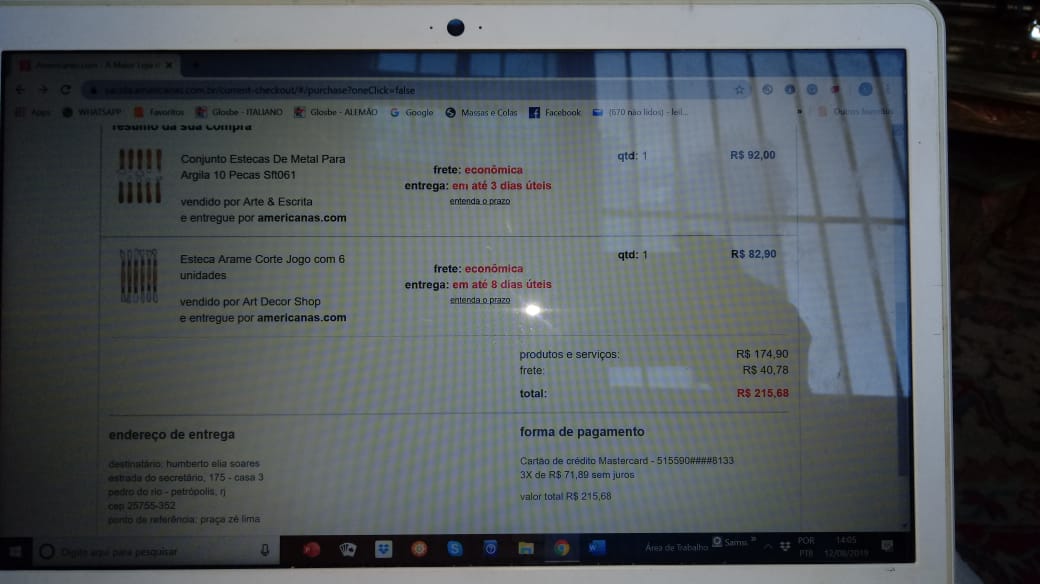 Americanas.com - A Maior Loja
sacola.americanas.com.br/current-checkout/#/purchase?oneClick=false
Apps WHATSAPP Favoritos Glosbe - ITALIANO Glosbe - ALEMÃO Google Massas e Colas Facebook (670 não lidos) - leil... » Outros favoritos
resumo da sua compra
Conjunto Estecas De Metal Para
Argila 10 Pecas Sft061
vendido por Arte & Escrita
e entregue por americanas.com
frete: econômica
entrega: em até 3 dias úteis
entenda o prazo
qtd: 1
R$ 92,00
Esteca Arame Corte Jogo com 6
unidades
vendido por Art Decor Shop
e entregue por americanas.com
frete: econômica
entrega: em até 8 dias úteis
entenda o prazo
qtd: 1
R$ 82,90
produtos e serviços: R$ 174,90
frete: R$ 40,78
total: R$ 215,68
endereço de entrega
destinatário: humberto elia soares
estrada do secretário, 175 - casa 3
pedro do rio - petrópolis, rj
cep 25755-352
ponto de referência: praça zé lima
forma de pagamento
Cartão de crédito Mastercard - 515590####8133
3X de R$ 71,89 sem juros
valor total R$ 215,68
Digite aqui para pesquisar
Área de Trabalho
Samsu
POR
PTB
14:05
12/08/2019